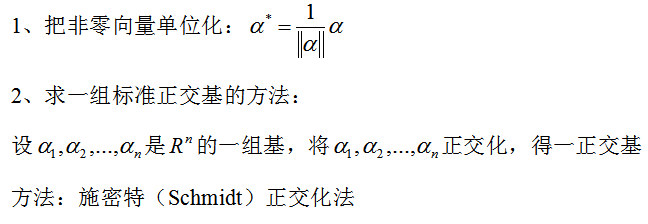 1、把非零向量单位化：α* = 1/‖α‖ α
2、求一组标准正交基的方法：
设α₁,α₂,...,αₙ是Rⁿ的一组基，将α₁,α₂,...,αₙ正交化，得一正交基
方法：施密特（Schmidt）正交化法